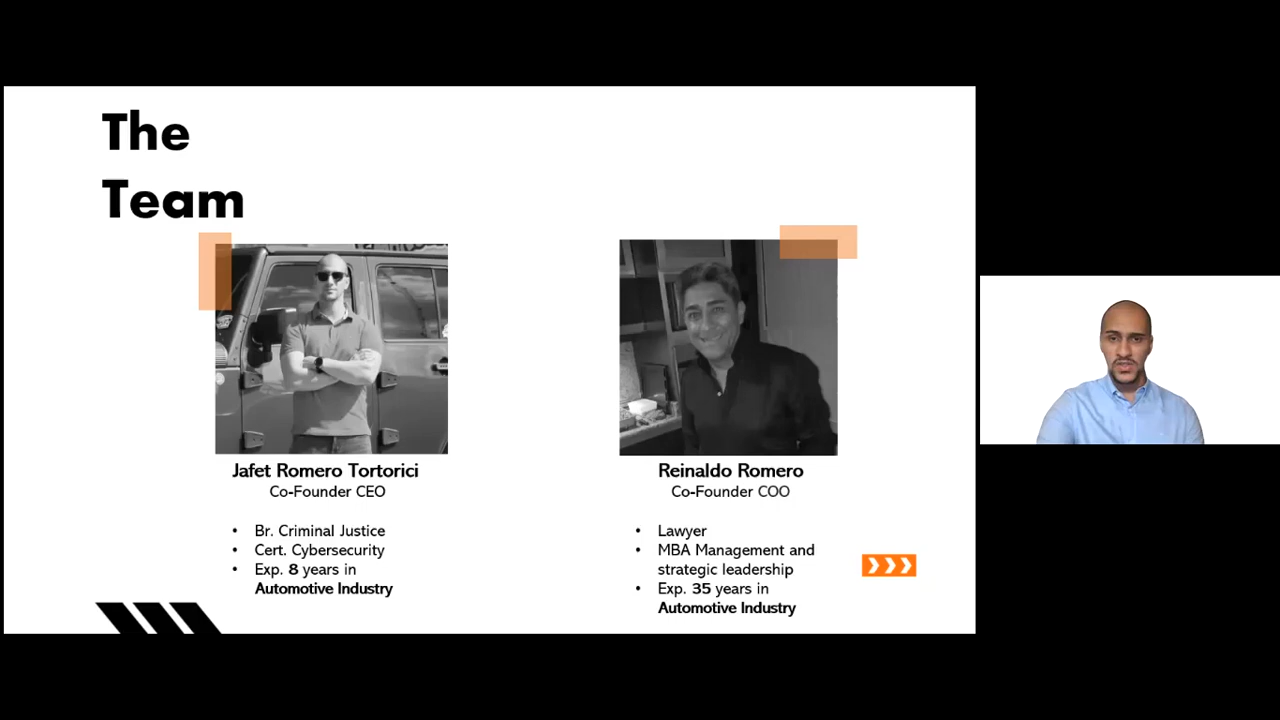 The
Team
Jafet Romero Tortorici
Co-Founder CEO
• Br. Criminal Justice
• Cert. Cybersecurity
• Exp. 8 years in
Automotive Industry
Reinaldo Romero
Co-Founder COO
• Lawyer
• MBA Management and
strategic leadership
• Exp. 35 years in
Automotive Industry